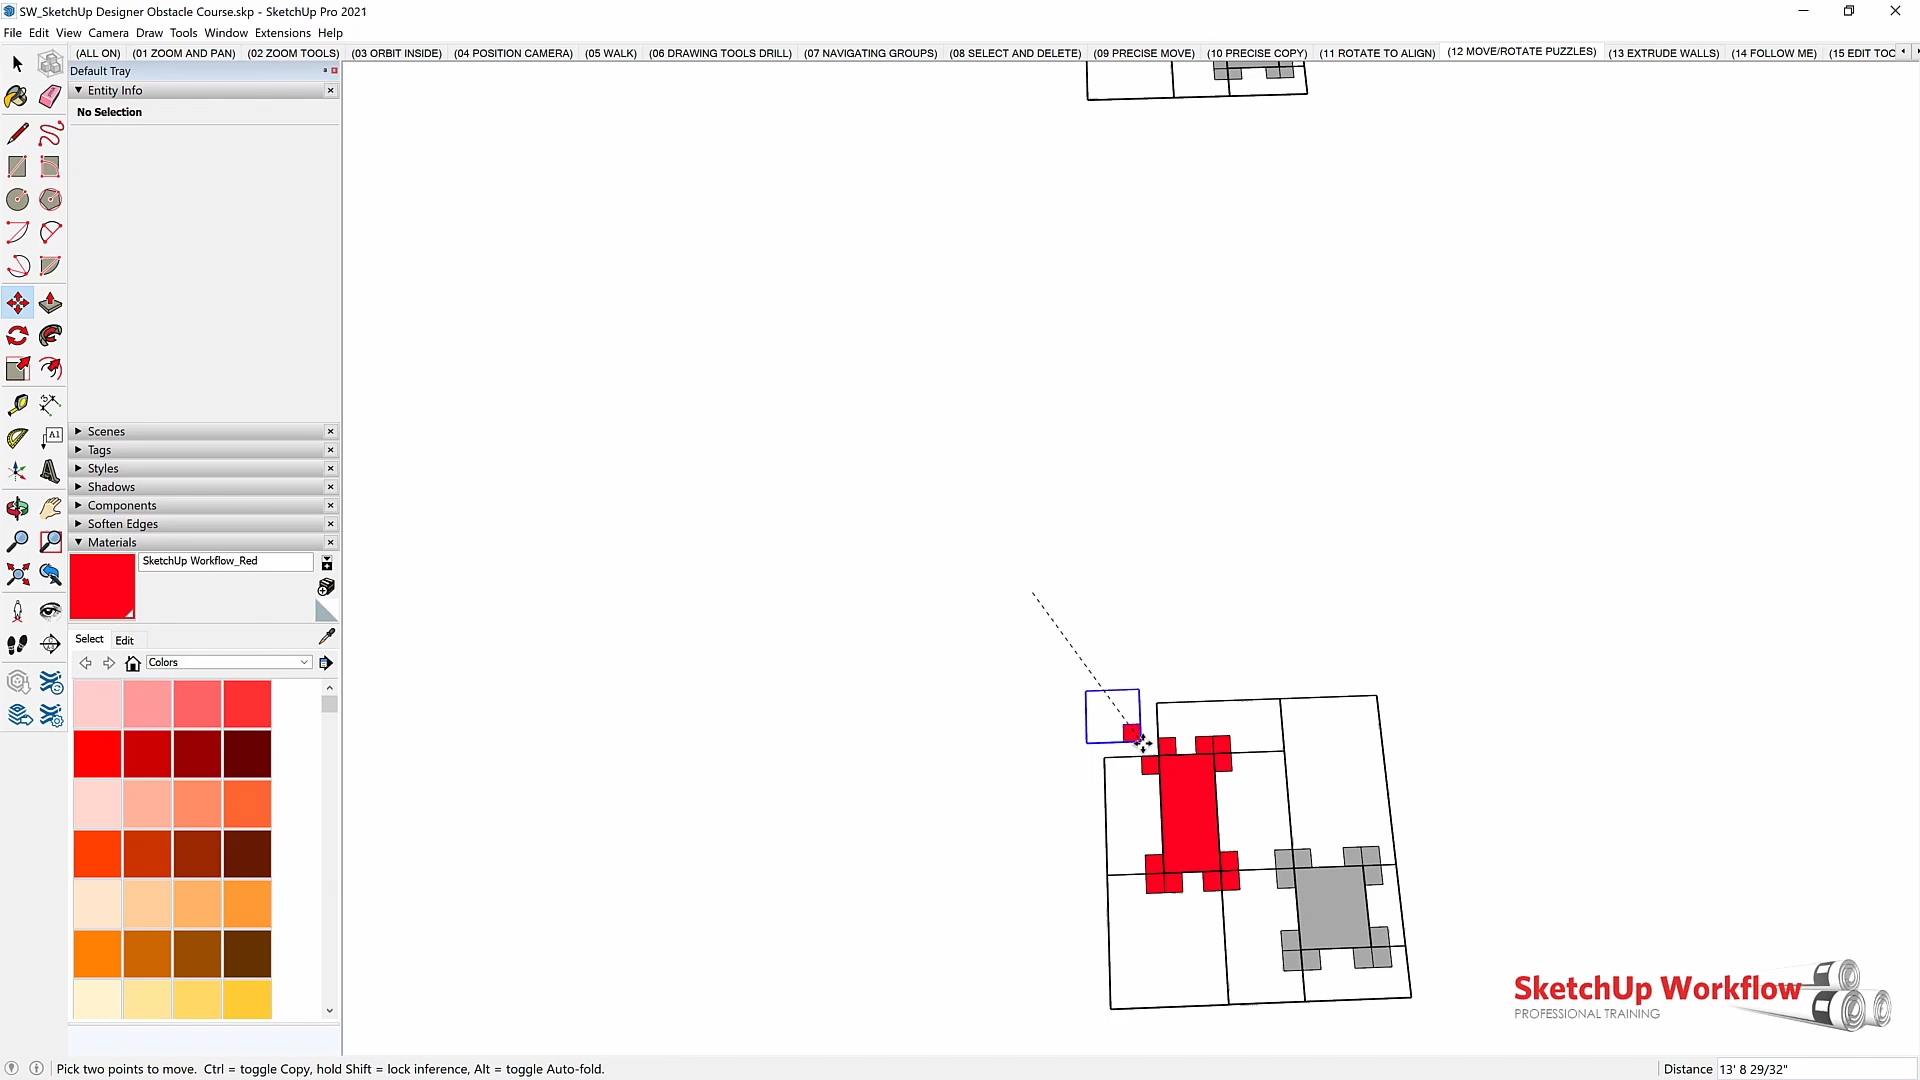 SW_SketchUp Designer Obstacle Course.skp - SketchUp Pro 2021
File Edit View Camera Draw Tools Window Extensions Help
(ALL ON) (01 ZOOM AND PAN) (02 ZOOM TOOLS) (03 ORBIT INSIDE) (04 POSITION CAMERA) (05 WALK) (06 DRAWING TOOLS DRILL) (07 NAVIGATING GROUPS) (08 SELECT AND DELETE) (09 PRECISE MOVE) (10 PRECISE COPY) (11 ROTATE TO ALIGN) (12 MOVE/ROTATE PUZZLES) (13 EXTRUDE WALLS) (14 FOLLOW ME) (15 EDIT TOO
Default Tray
Entity Info
No Selection
A1
Scenes
Tags
Styles
Shadows
Components
Soften Edges
Materials
SketchUp Workflow_Red
Select Edit
Colors
SketchUp Workflow
PROFESSIONAL TRAINING
Pick two points to move. Ctrl = toggle Copy, hold Shift = lock inference, Alt = toggle Auto-fold.
Distance 13' 8 29/32"